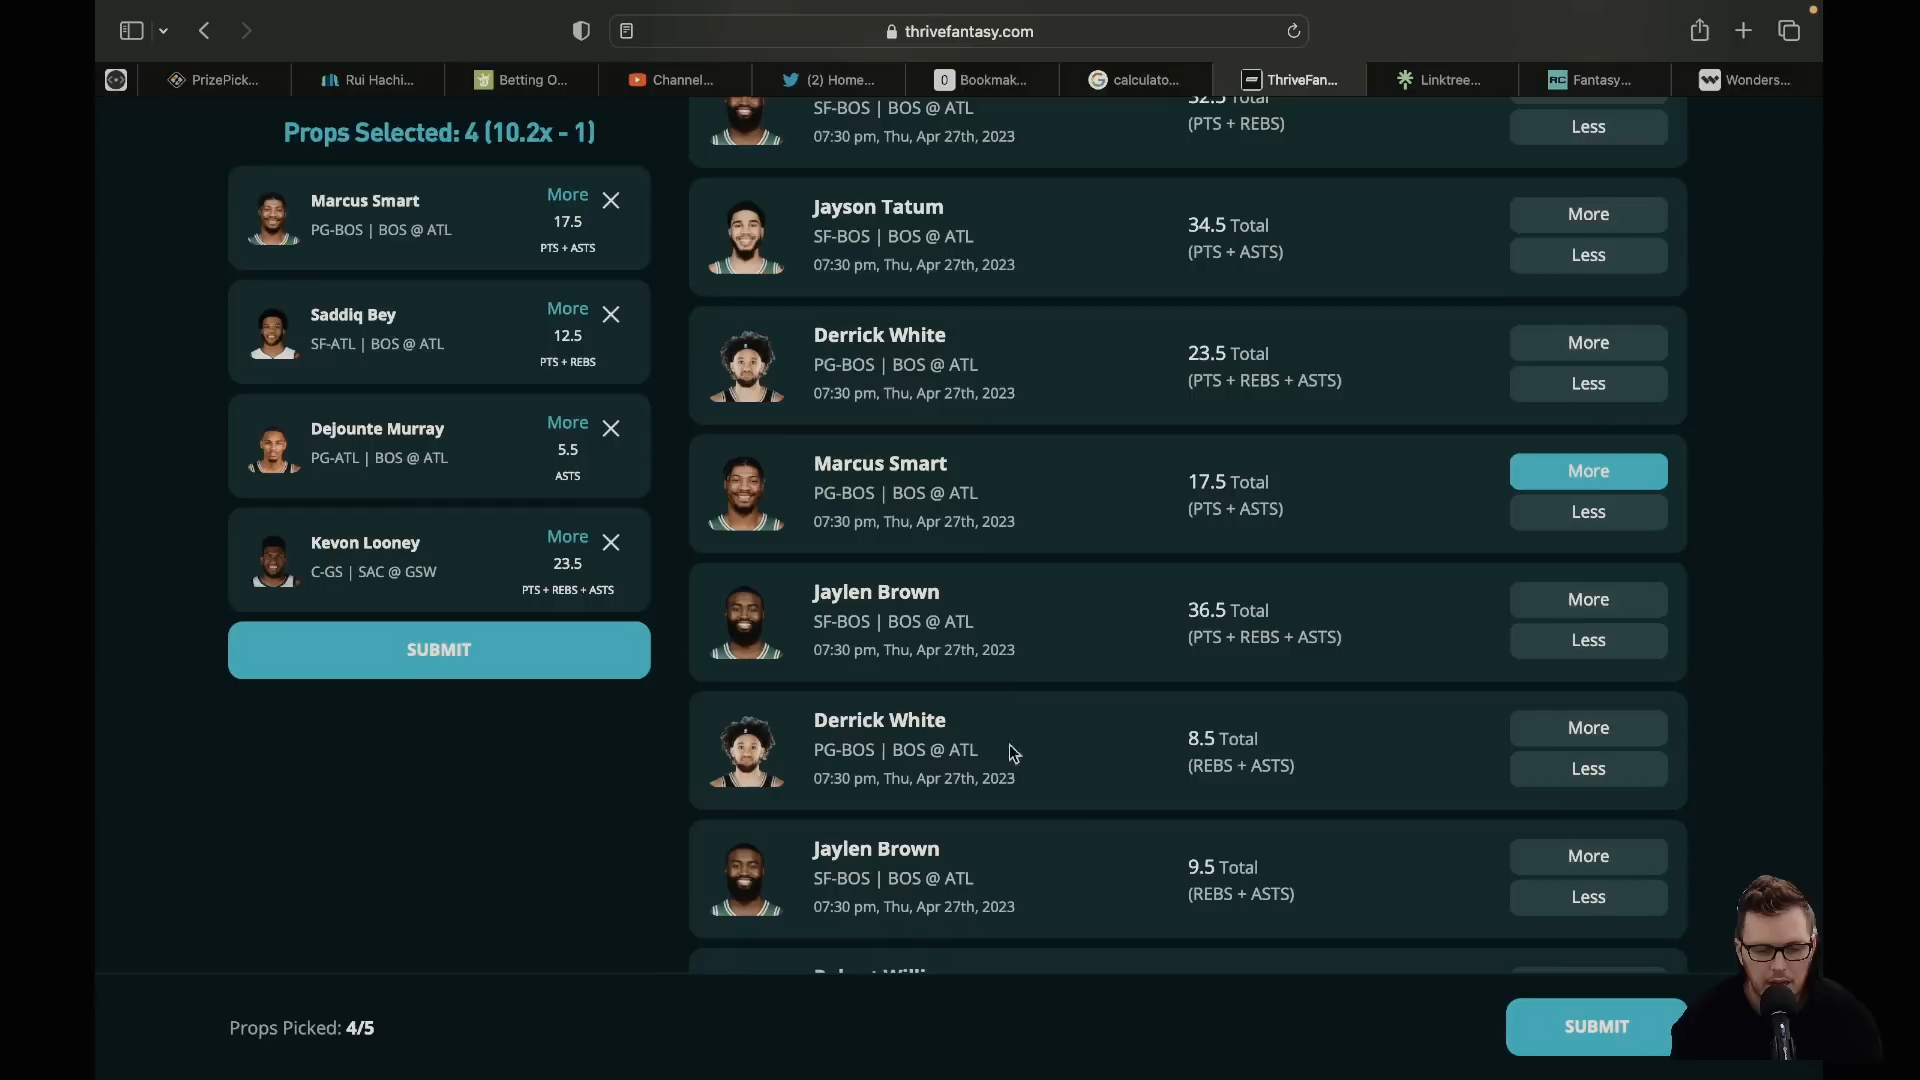 thrivefantasy.com
PrizePick...
Rui Hachi...
Betting O...
Channel...
(2) Home...
0 Bookmak...
calculato...
ThriveFan...
Linktree...
RC Fantasy...
Wonders...
Props Selected: 4 (10.2x - 1)
Marcus Smart
PG-BOS | BOS @ ATL
More
17.5
PTS + ASTS
Saddiq Bey
SF-ATL | BOS @ ATL
More
12.5
PTS + REBS
Dejounte Murray
PG-ATL | BOS @ ATL
More
5.5
ASTS
Kevon Looney
C-GS | SAC @ GSW
More
23.5
PTS + REBS + ASTS
SUBMIT
SF-BOS | BOS @ ATL
07:30 pm, Thu, Apr 27th, 2023
32.5 Total
(PTS + REBS)
Less
Jayson Tatum
SF-BOS | BOS @ ATL
07:30 pm, Thu, Apr 27th, 2023
34.5 Total
(PTS + ASTS)
More
Less
Derrick White
PG-BOS | BOS @ ATL
07:30 pm, Thu, Apr 27th, 2023
23.5 Total
(PTS + REBS + ASTS)
More
Less
Marcus Smart
PG-BOS | BOS @ ATL
07:30 pm, Thu, Apr 27th, 2023
17.5 Total
(PTS + ASTS)
More
Less
Jaylen Brown
SF-BOS | BOS @ ATL
07:30 pm, Thu, Apr 27th, 2023
36.5 Total
(PTS + REBS + ASTS)
More
Less
Derrick White
PG-BOS | BOS @ ATL
07:30 pm, Thu, Apr 27th, 2023
8.5 Total
(REBS + ASTS)
More
Less
Jaylen Brown
SF-BOS | BOS @ ATL
07:30 pm, Thu, Apr 27th, 2023
9.5 Total
(REBS + ASTS)
More
Less
Props Picked: 4/5
SUBMIT